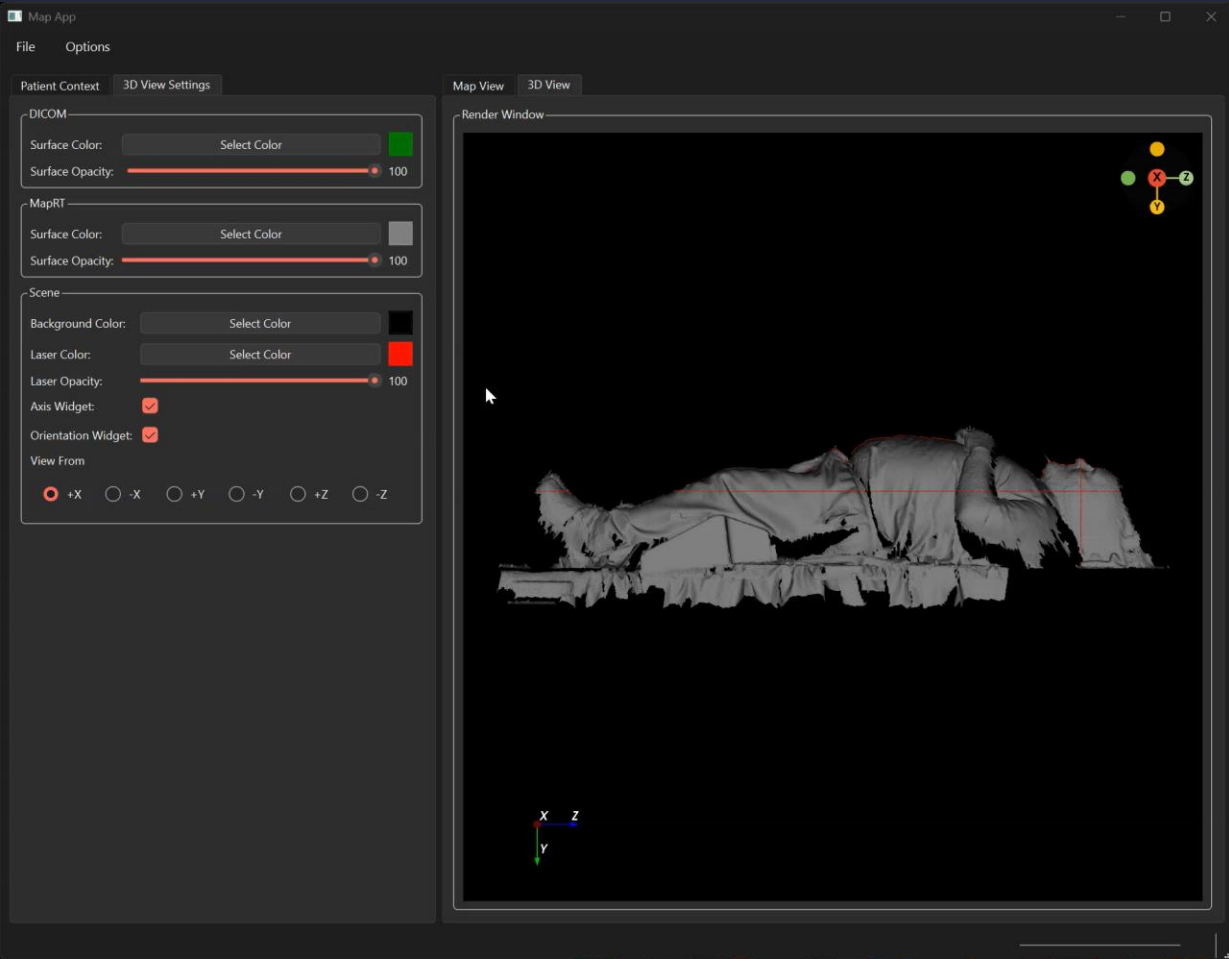 Map App
File Options
Patient Context 3D View Settings
DICOM
Surface Color: Select Color
Surface Opacity: 100
MapRT
Surface Color: Select Color
Surface Opacity: 100
Scene
Background Color: Select Color
Laser Color: Select Color
Laser Opacity: 100
Axis Widget:
Orientation Widget:
View From
+X -X +Y -Y +Z -Z
Map View 3D View
Render Window
X Z
Y
X Z
Y